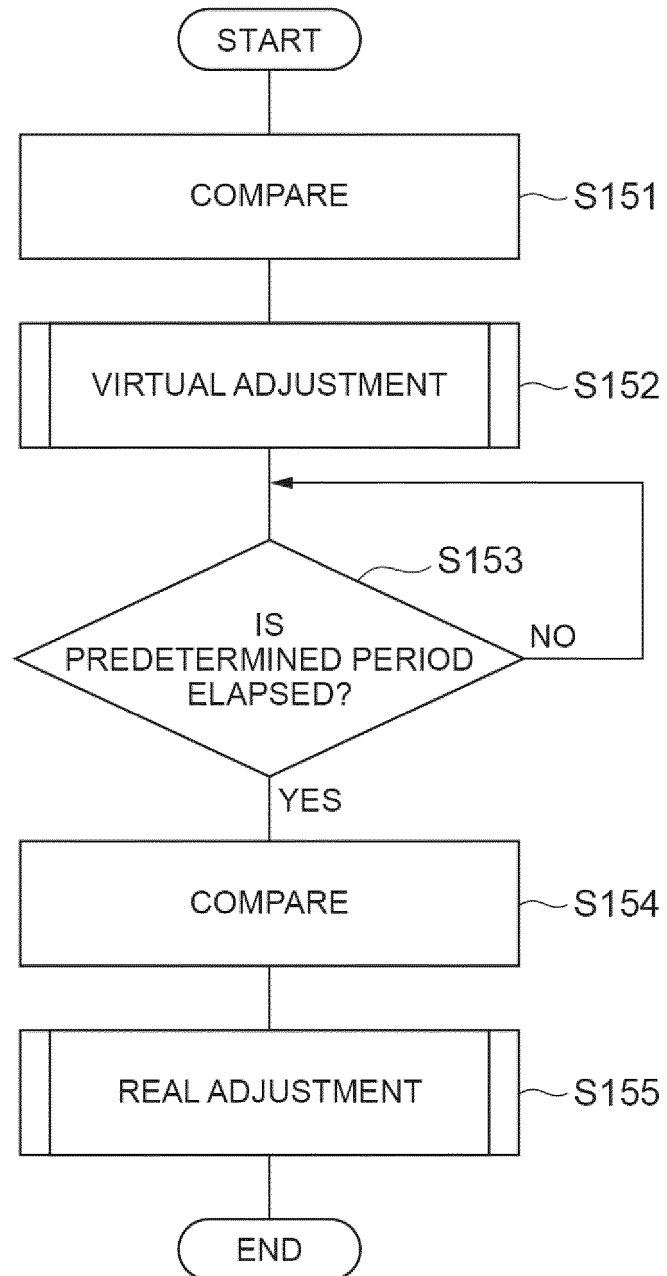 START
COMPARE
S151
VIRTUAL ADJUSTMENT
S152
S153
IS
PREDETERMINED PERIOD
ELAPSED?
NO
YES
COMPARE
S154
REAL ADJUSTMENT
S155
END